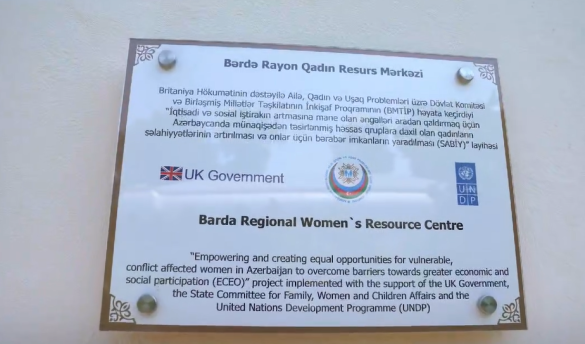 Bərdə Rayon Qadın Resurs Mərkəzi
Britaniya Hökumətinin dəstəyilə Ailə, Qadın və Uşaq Problemləri üzrə Dövlət Komitəsi
və Birləşmiş Millətlər Təşkilatının İnkişaf Proqramının (BMTİP) həyata keçirdiyi
"İqtisadi və sosial iştirakın artmasına mane olan əngəlləri aradan qaldırmaq üçün
Azərbaycanda münaqişədən təsirlənmiş həssas qruplara daxil olan qadınların
səlahiyyətlərinin artırılması və onlar üçün bərabər imkanların yaradılması (SABİY)" layihəsi
UK Government
UN
DP
Barda Regional Women`s Resource Centre
"Empowering and creating equal opportunities for vulnerable,
conflict affected women in Azerbaijan to overcome barriers towards greater economic and
social participation (ECEO)" project implemented with the support of the UK Government,
the State Committee for Family, Women and Children Affairs and the
United Nations Development Programme (UNDP)